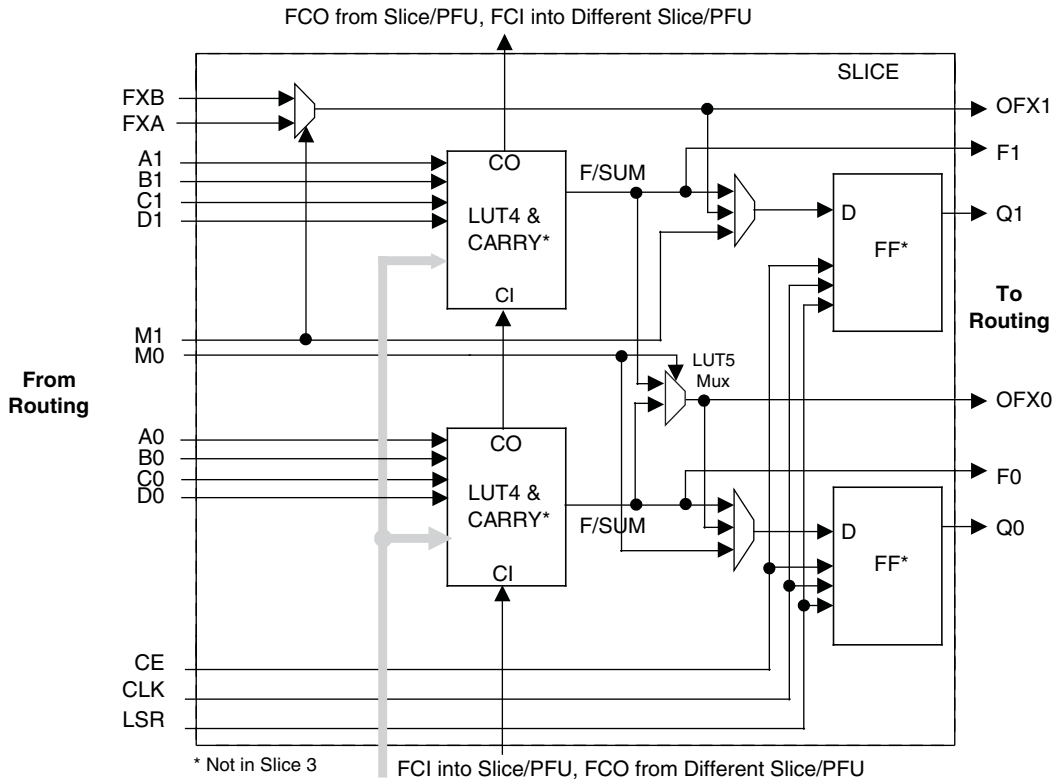 FCO from Slice/PFU, FCI into Different Slice/PFU
SLICE
FXB
FXA
OFX1
F1
A1
B1
C1
D1
CO
LUT4 &
CARRY*
CI
F/SUM
D
FF*
Q1
To
Routing
M1
M0
From
Routing
LUT5
Mux
OFX0
A0
B0
C0
D0
CO
LUT4 &
CARRY*
CI
F/SUM
F0
D
FF*
Q0
CE
CLK
LSR
* Not in Slice 3
FCI into Slice/PFU, FCO from Different Slice/PFU